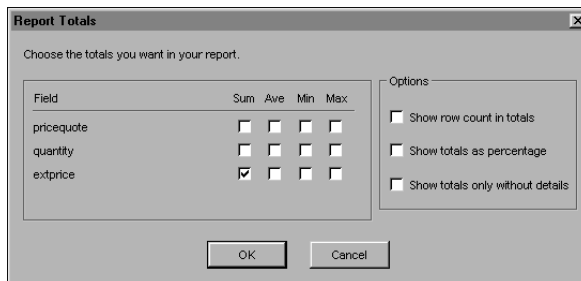 Report Totals
Choose the totals you want in your report.
Field Sum Ave Min Max
pricequote
quantity
extprice
Options
Show row count in totals
Show totals as percentage
Show totals only without details
OK Cancel